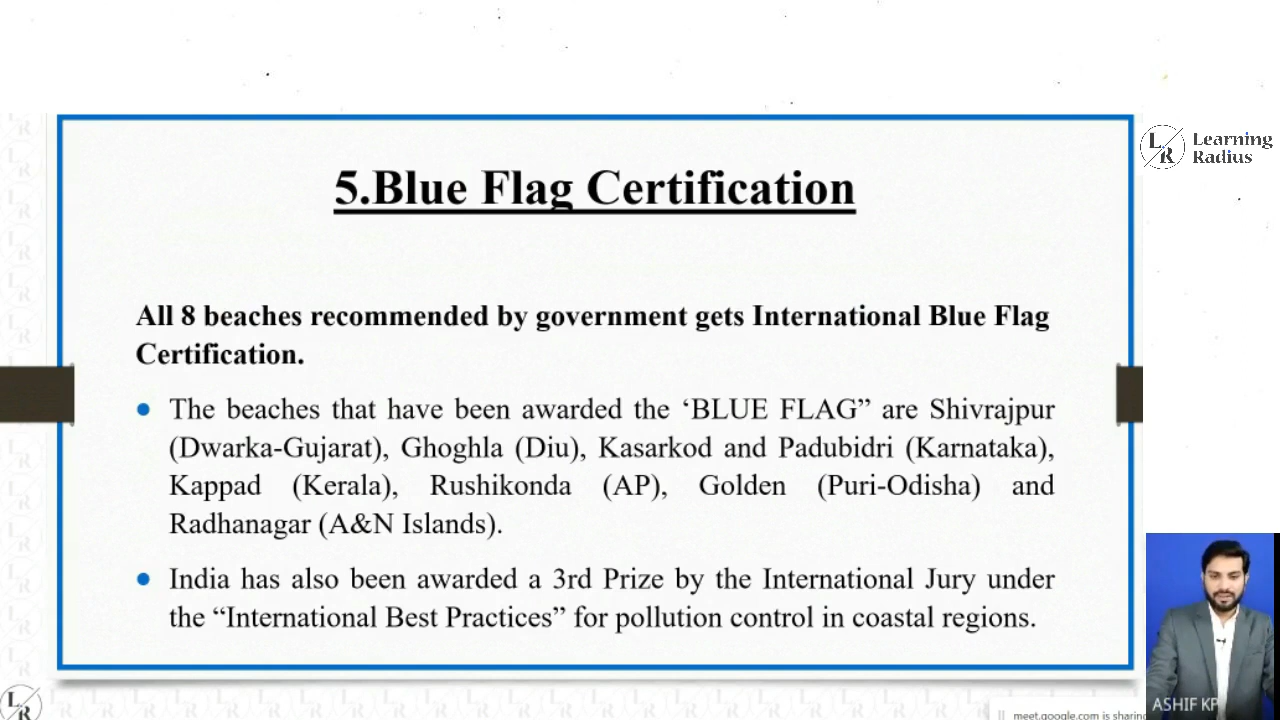 5.Blue Flag Certification
L
R
Learning
Radius
All 8 beaches recommended by government gets International Blue Flag
Certification.
The beaches that have been awarded the ‘BLUE FLAG” are Shivrajpur
(Dwarka-Gujarat), Ghoghla (Diu), Kasarkod and Padubidri (Karnataka),
Kappad (Kerala), Rushikonda (AP), Golden (Puri-Odisha) and
Radhanagar (A&N Islands).
India has also been awarded a 3rd Prize by the International Jury under
the “International Best Practices” for pollution control in coastal regions.
L
R
ASHIF KP
meet.google.com is sharing